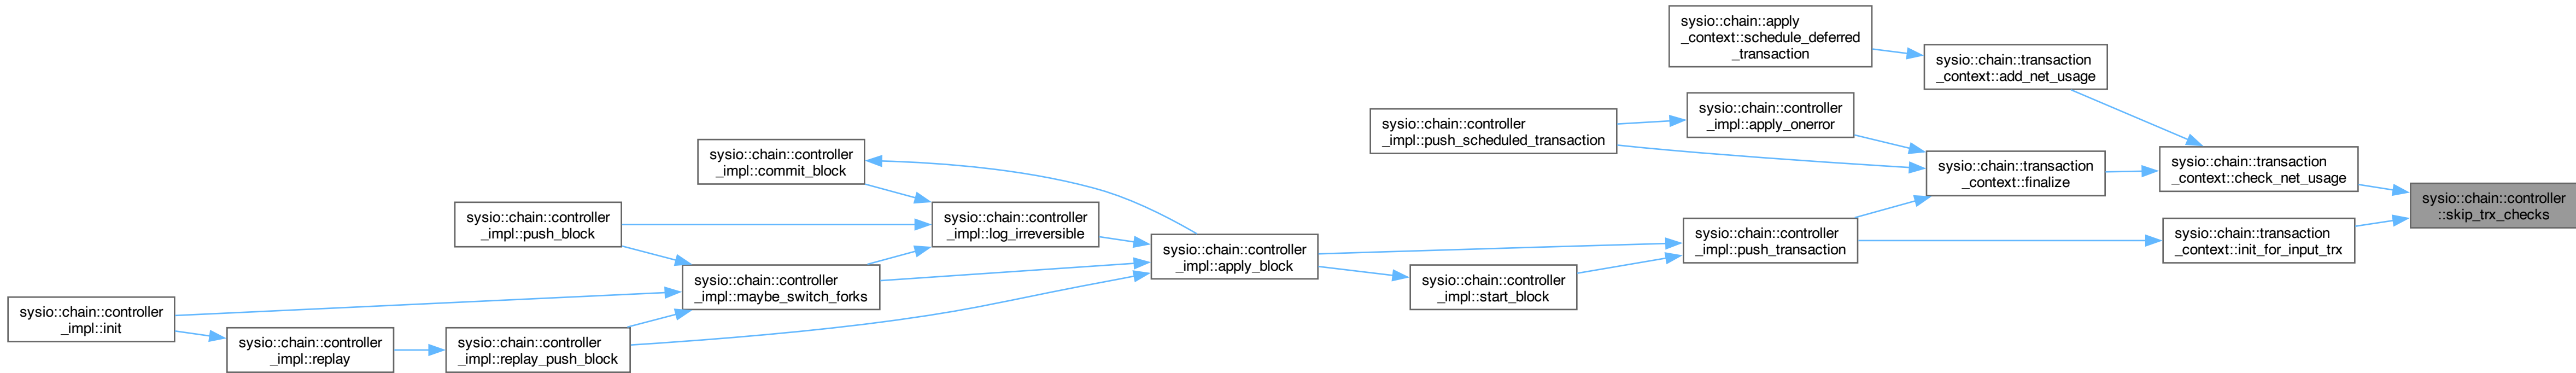 sysio::chain::apply
_context::schedule_deferred
_transaction
sysio::chain::transaction
_context::add_net_usage
sysio::chain::controller
_impl::apply_onerror
sysio::chain::controller
_impl::push_scheduled_transaction
sysio::chain::controller
_impl::commit_block
sysio::chain::transaction
_context::finalize
sysio::chain::transaction
_context::check_net_usage
sysio::chain::controller
::skip_trx_checks
sysio::chain::controller
_impl::push_block
sysio::chain::controller
_impl::log_irreversible
sysio::chain::controller
_impl::apply_block
sysio::chain::controller
_impl::push_transaction
sysio::chain::transaction
_context::init_for_input_trx
sysio::chain::controller
_impl::maybe_switch_forks
sysio::chain::controller
_impl::start_block
sysio::chain::controller
_impl::init
sysio::chain::controller
_impl::replay
sysio::chain::controller
_impl::replay_push_block